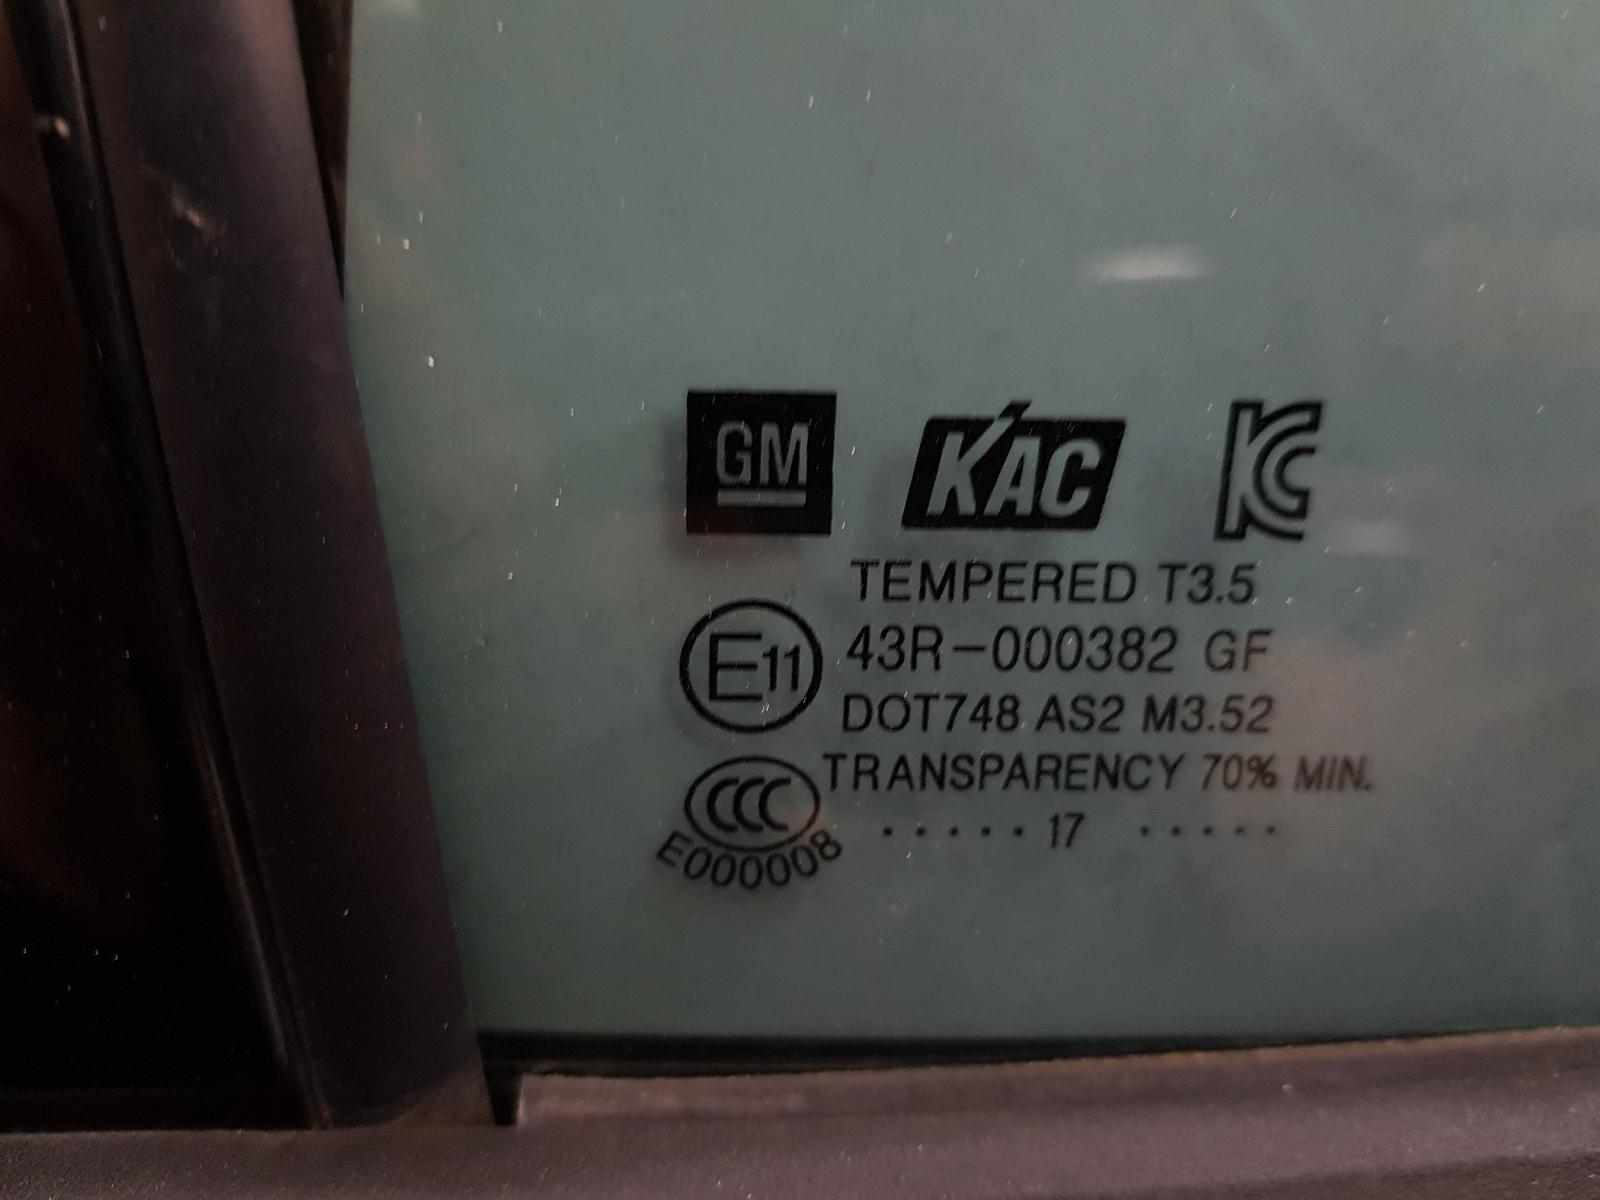 GM KAC KC
TEMPERED T3.5
E11 43R-000382 GF
DOT748 AS2 M3.52
CCC TRANSPARENCY 70% MIN.
E000008 ····· 17 ·····